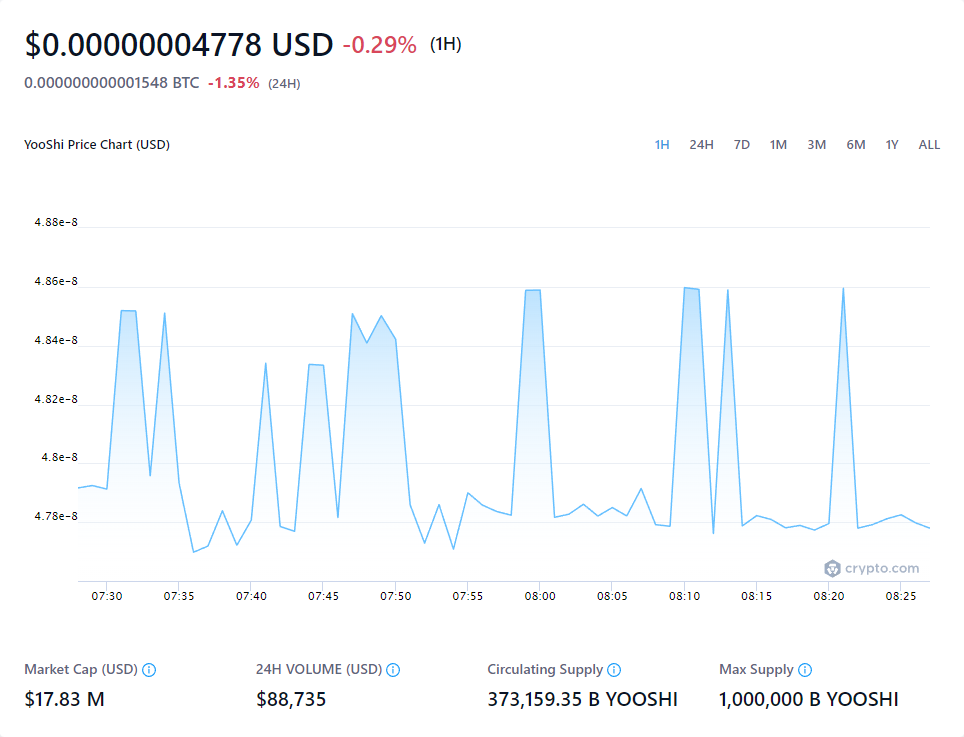 $0.00000004778 USD -0.29% (1H)
0.000000000001548 BTC -1.35% (24H)
YooShi Price Chart (USD) 1H 24H 7D 1M 3M 6M 1Y ALL
4.88e-8
4.86e-8
4.84e-8
4.82e-8
4.8e-8
4.78e-8
crypto.com
07:30 07:35 07:40 07:45 07:50 07:55 08:00 08:05 08:10 08:15 08:20 08:25
Market Cap (USD) 24H VOLUME (USD) Circulating Supply Max Supply
$17.83 M $88,735 373,159.35 B YOOSHI 1,000,000 B YOOSHI